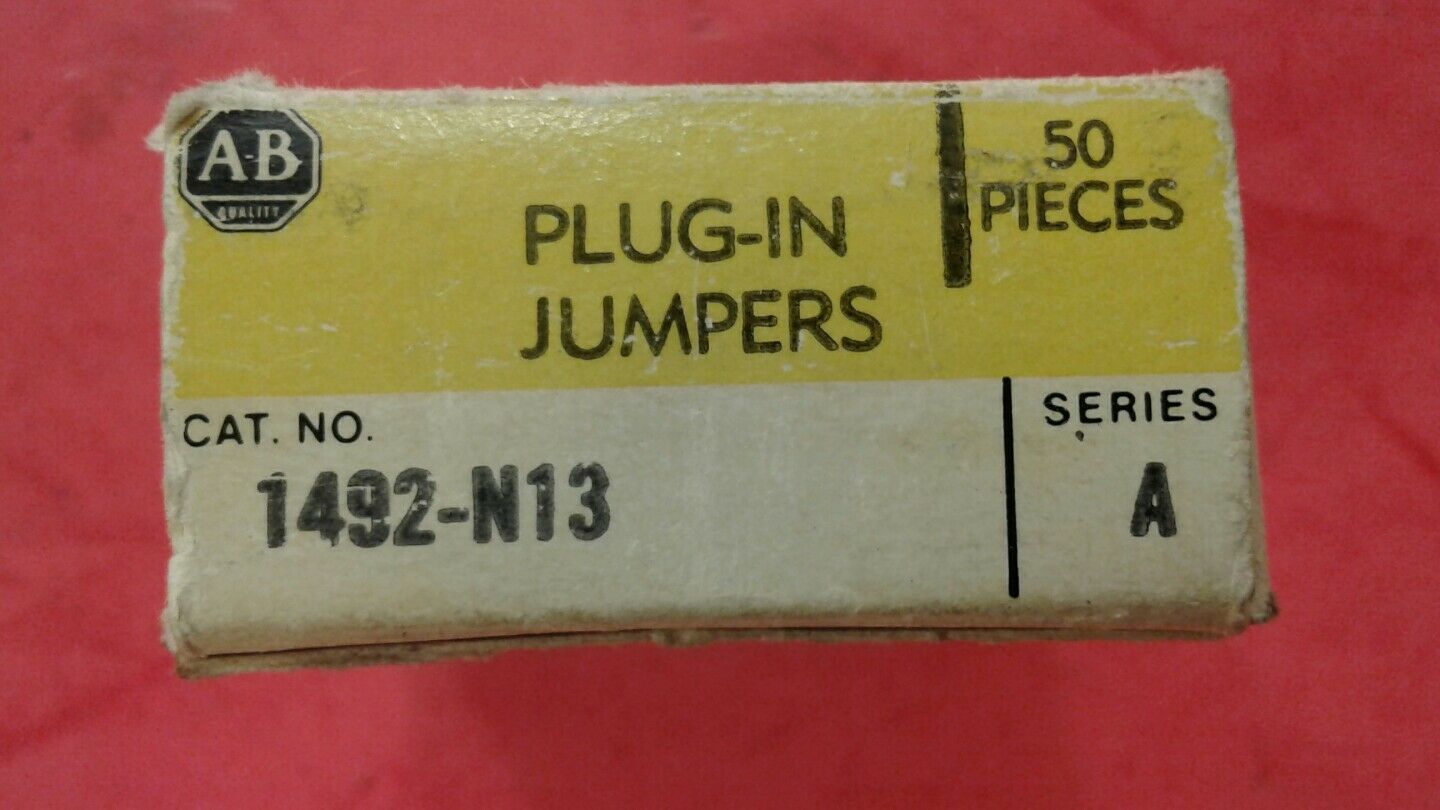 A-B
QUALITY
PLUG-IN
JUMPERS
50
PIECES
CAT. NO.
1492-N13
SERIES
A